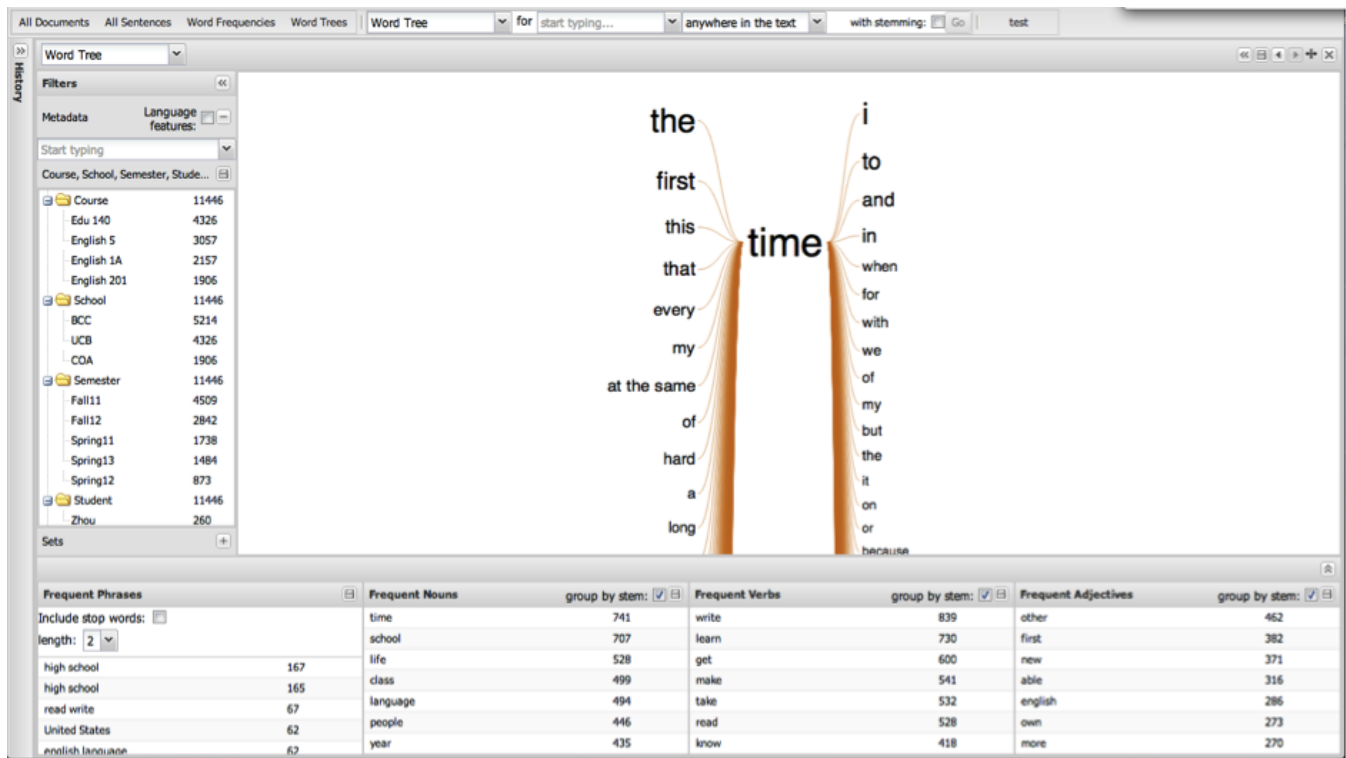 All Documents All Sentences Word Frequencies Word Trees Word Tree for start typing... anywhere in the text with stemming: Go test
History
Word Tree
Filters
Metadata Language features:
Start typing
Course, School, Semester, Stude...
Course 11446
Edu 140 4326
English 5 3057
English 1A 2157
English 201 1906
School 11446
BCC 5214
UCB 4326
COA 1906
Semester 11446
Fall11 4509
Fall12 2842
Spring11 1738
Spring13 1484
Spring12 873
Student 11446
Zhou 260
Sets
the
first
this
that
every
my
at the same
of
hard
a
long
time
i
to
and
in
when
for
with
we
of
my
but
the
it
on
or
because
Frequent Phrases
Include stop words:
length: 2
high school 167
high school 165
read write 67
United States 62
english language 62
Frequent Nouns group by stem:
time 741
school 707
life 528
class 499
language 494
people 446
year 435
Frequent Verbs group by stem:
write 839
learn 730
get 600
make 541
take 532
read 528
know 418
Frequent Adjectives group by stem:
other 462
first 382
new 371
able 316
english 286
own 273
more 270